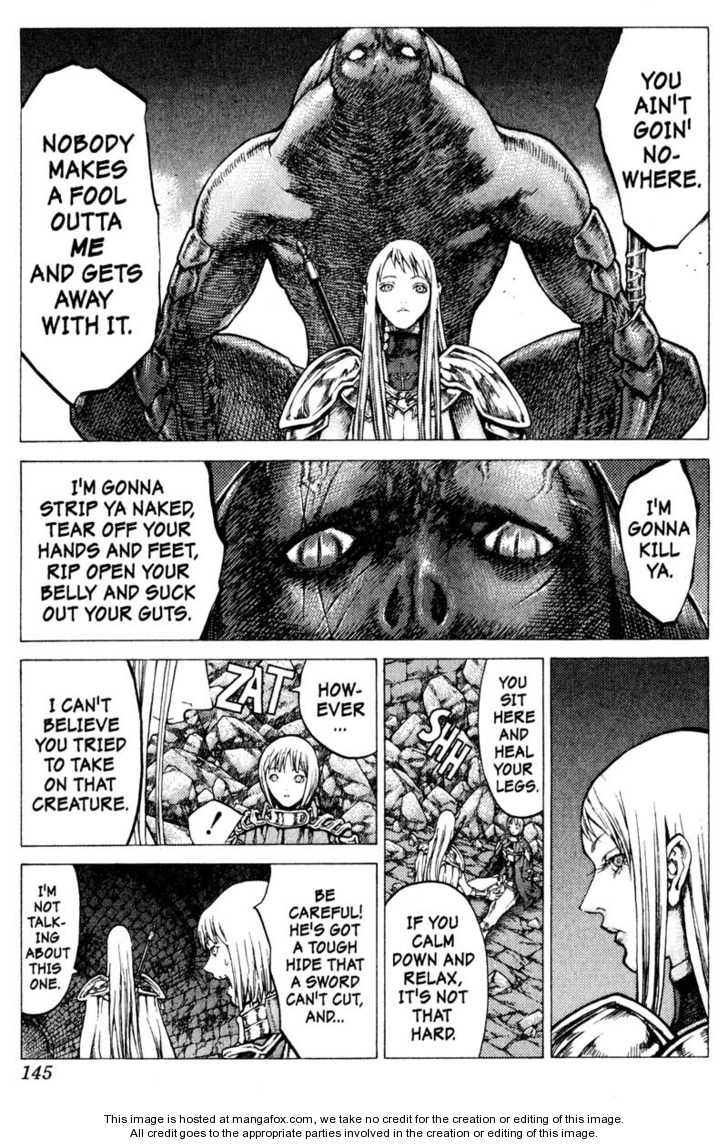 YOU
AIN'T
GOIN'
NO-
WHERE.
NOBODY
MAKES
A FOOL
OUTTA
ME
AND GETS
AWAY
WITH IT.
I'M
GONNA
KILL
YA.
I'M GONNA
STRIP YA NAKED,
TEAR OFF YOUR
HANDS AND FEET,
RIP OPEN YOUR
BELLY AND SUCK
OUT YOUR GUTS.
YOU
SIT
HERE
AND
HEAL
YOUR
LEGS.
SHH
IF YOU
CALM
DOWN AND
RELAX,
IT'S NOT
THAT
HARD.
HOW-
EVER
...
ZAT
I CAN'T
BELIEVE
YOU TRIED
TO TAKE
ON THAT
CREATURE.
!
BE
CAREFUL!
HE'S GOT
A TOUGH
HIDE THAT
A SWORD
CAN'T CUT,
AND...
I'M
NOT
TALK-
ING
ABOUT
THIS
ONE.
145
This image is hosted at mangafox.com, we take no credit for the creation or editing of this image.
All credit goes to the appropriate parties involved in the creation or editing of this image.